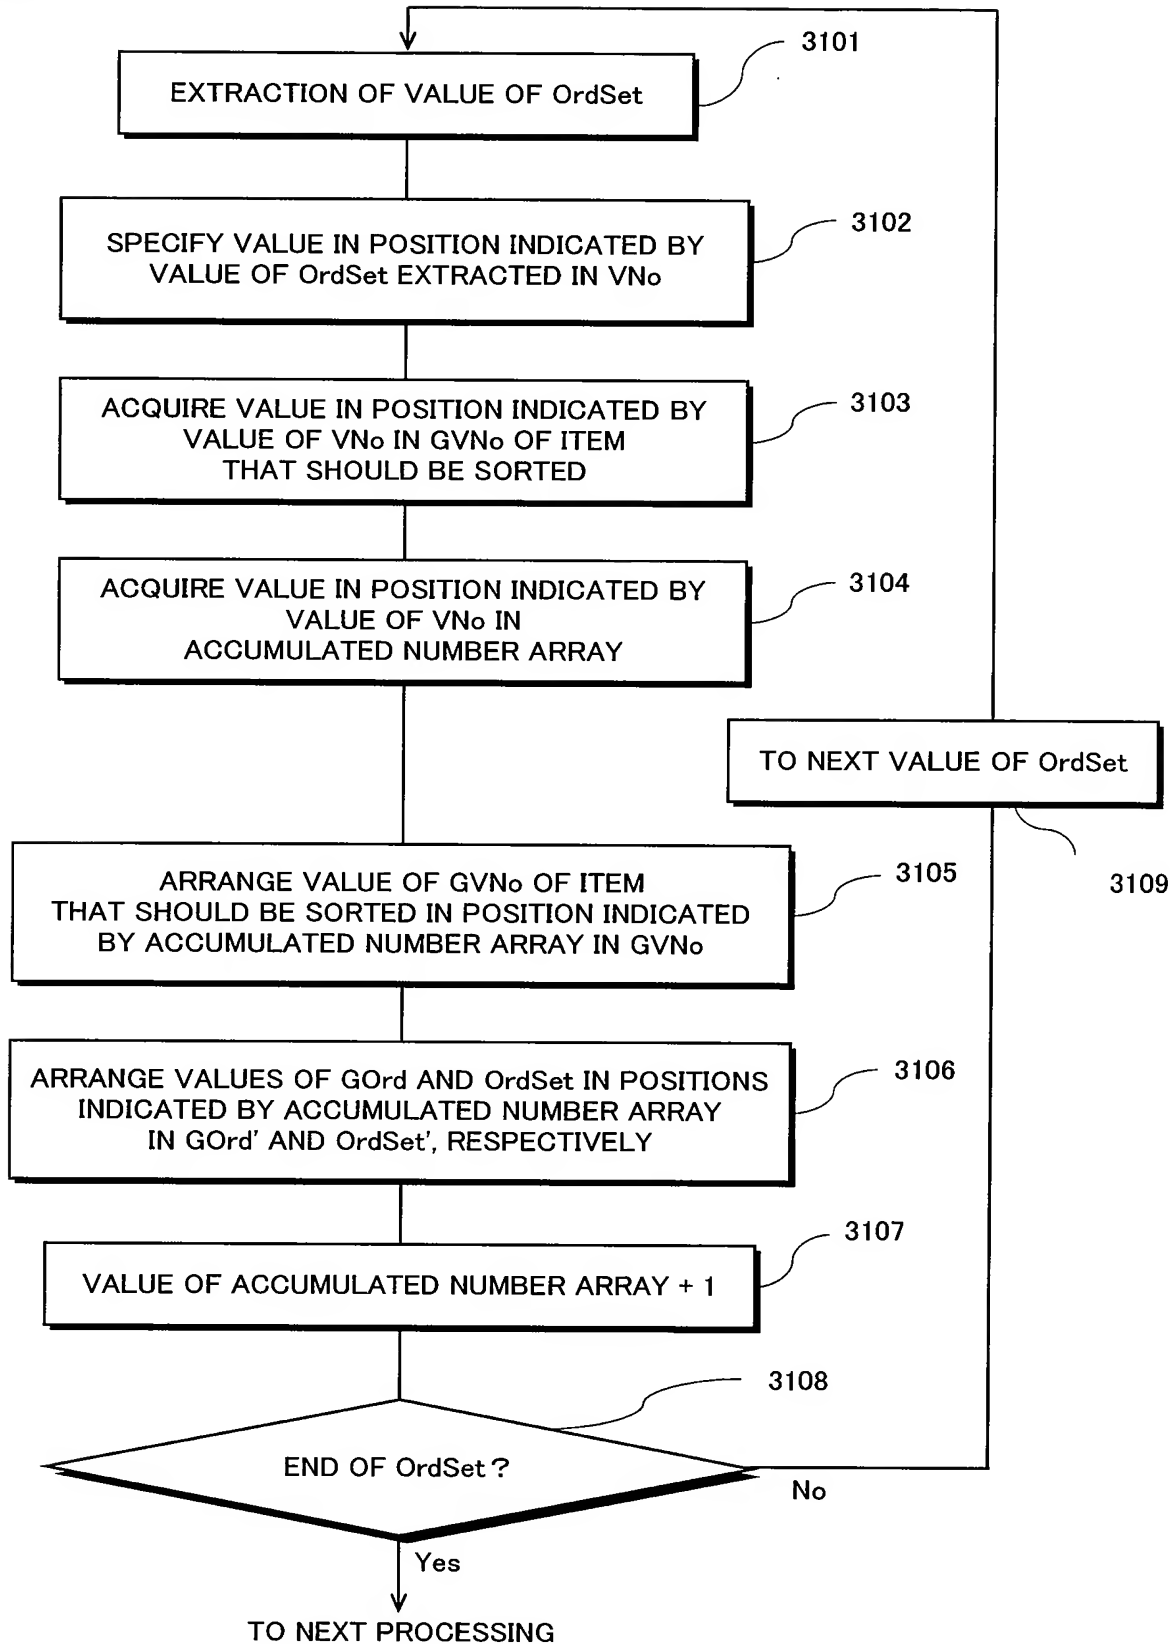 3101
EXTRACTION OF VALUE OF OrdSet
3102
SPECIFY VALUE IN POSITION INDICATED BY
VALUE OF OrdSet EXTRACTED IN VNo
3103
ACQUIRE VALUE IN POSITION INDICATED BY
VALUE OF VNo IN GVNo OF ITEM
THAT SHOULD BE SORTED
3104
ACQUIRE VALUE IN POSITION INDICATED BY
VALUE OF VNo IN
ACCUMULATED NUMBER ARRAY
TO NEXT VALUE OF OrdSet
3109
3105
ARRANGE VALUE OF GVNo OF ITEM
THAT SHOULD BE SORTED IN POSITION INDICATED
BY ACCUMULATED NUMBER ARRAY IN GVNo
3106
ARRANGE VALUES OF GOrd AND OrdSet IN POSITIONS
INDICATED BY ACCUMULATED NUMBER ARRAY
IN GOrd' AND OrdSet', RESPECTIVELY
3107
VALUE OF ACCUMULATED NUMBER ARRAY + 1
3108
END OF OrdSet?
No
Yes
TO NEXT PROCESSING